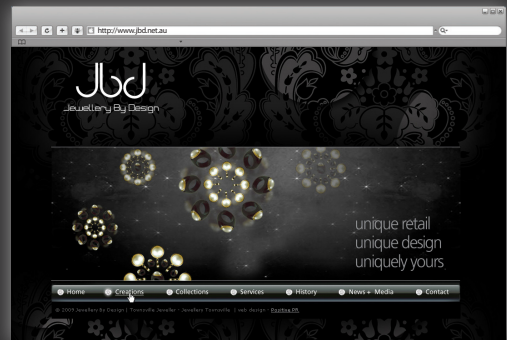 http://www.jbd.net.au
Q-
Jbd
Jewellery By Design
unique retail
unique design
uniquely yours
Home Creations Collections Services History News + Media Contact
© 2009 Jewellery By Design | Townsville Jeweller - Jewellers Townsville | web design - Positive PR